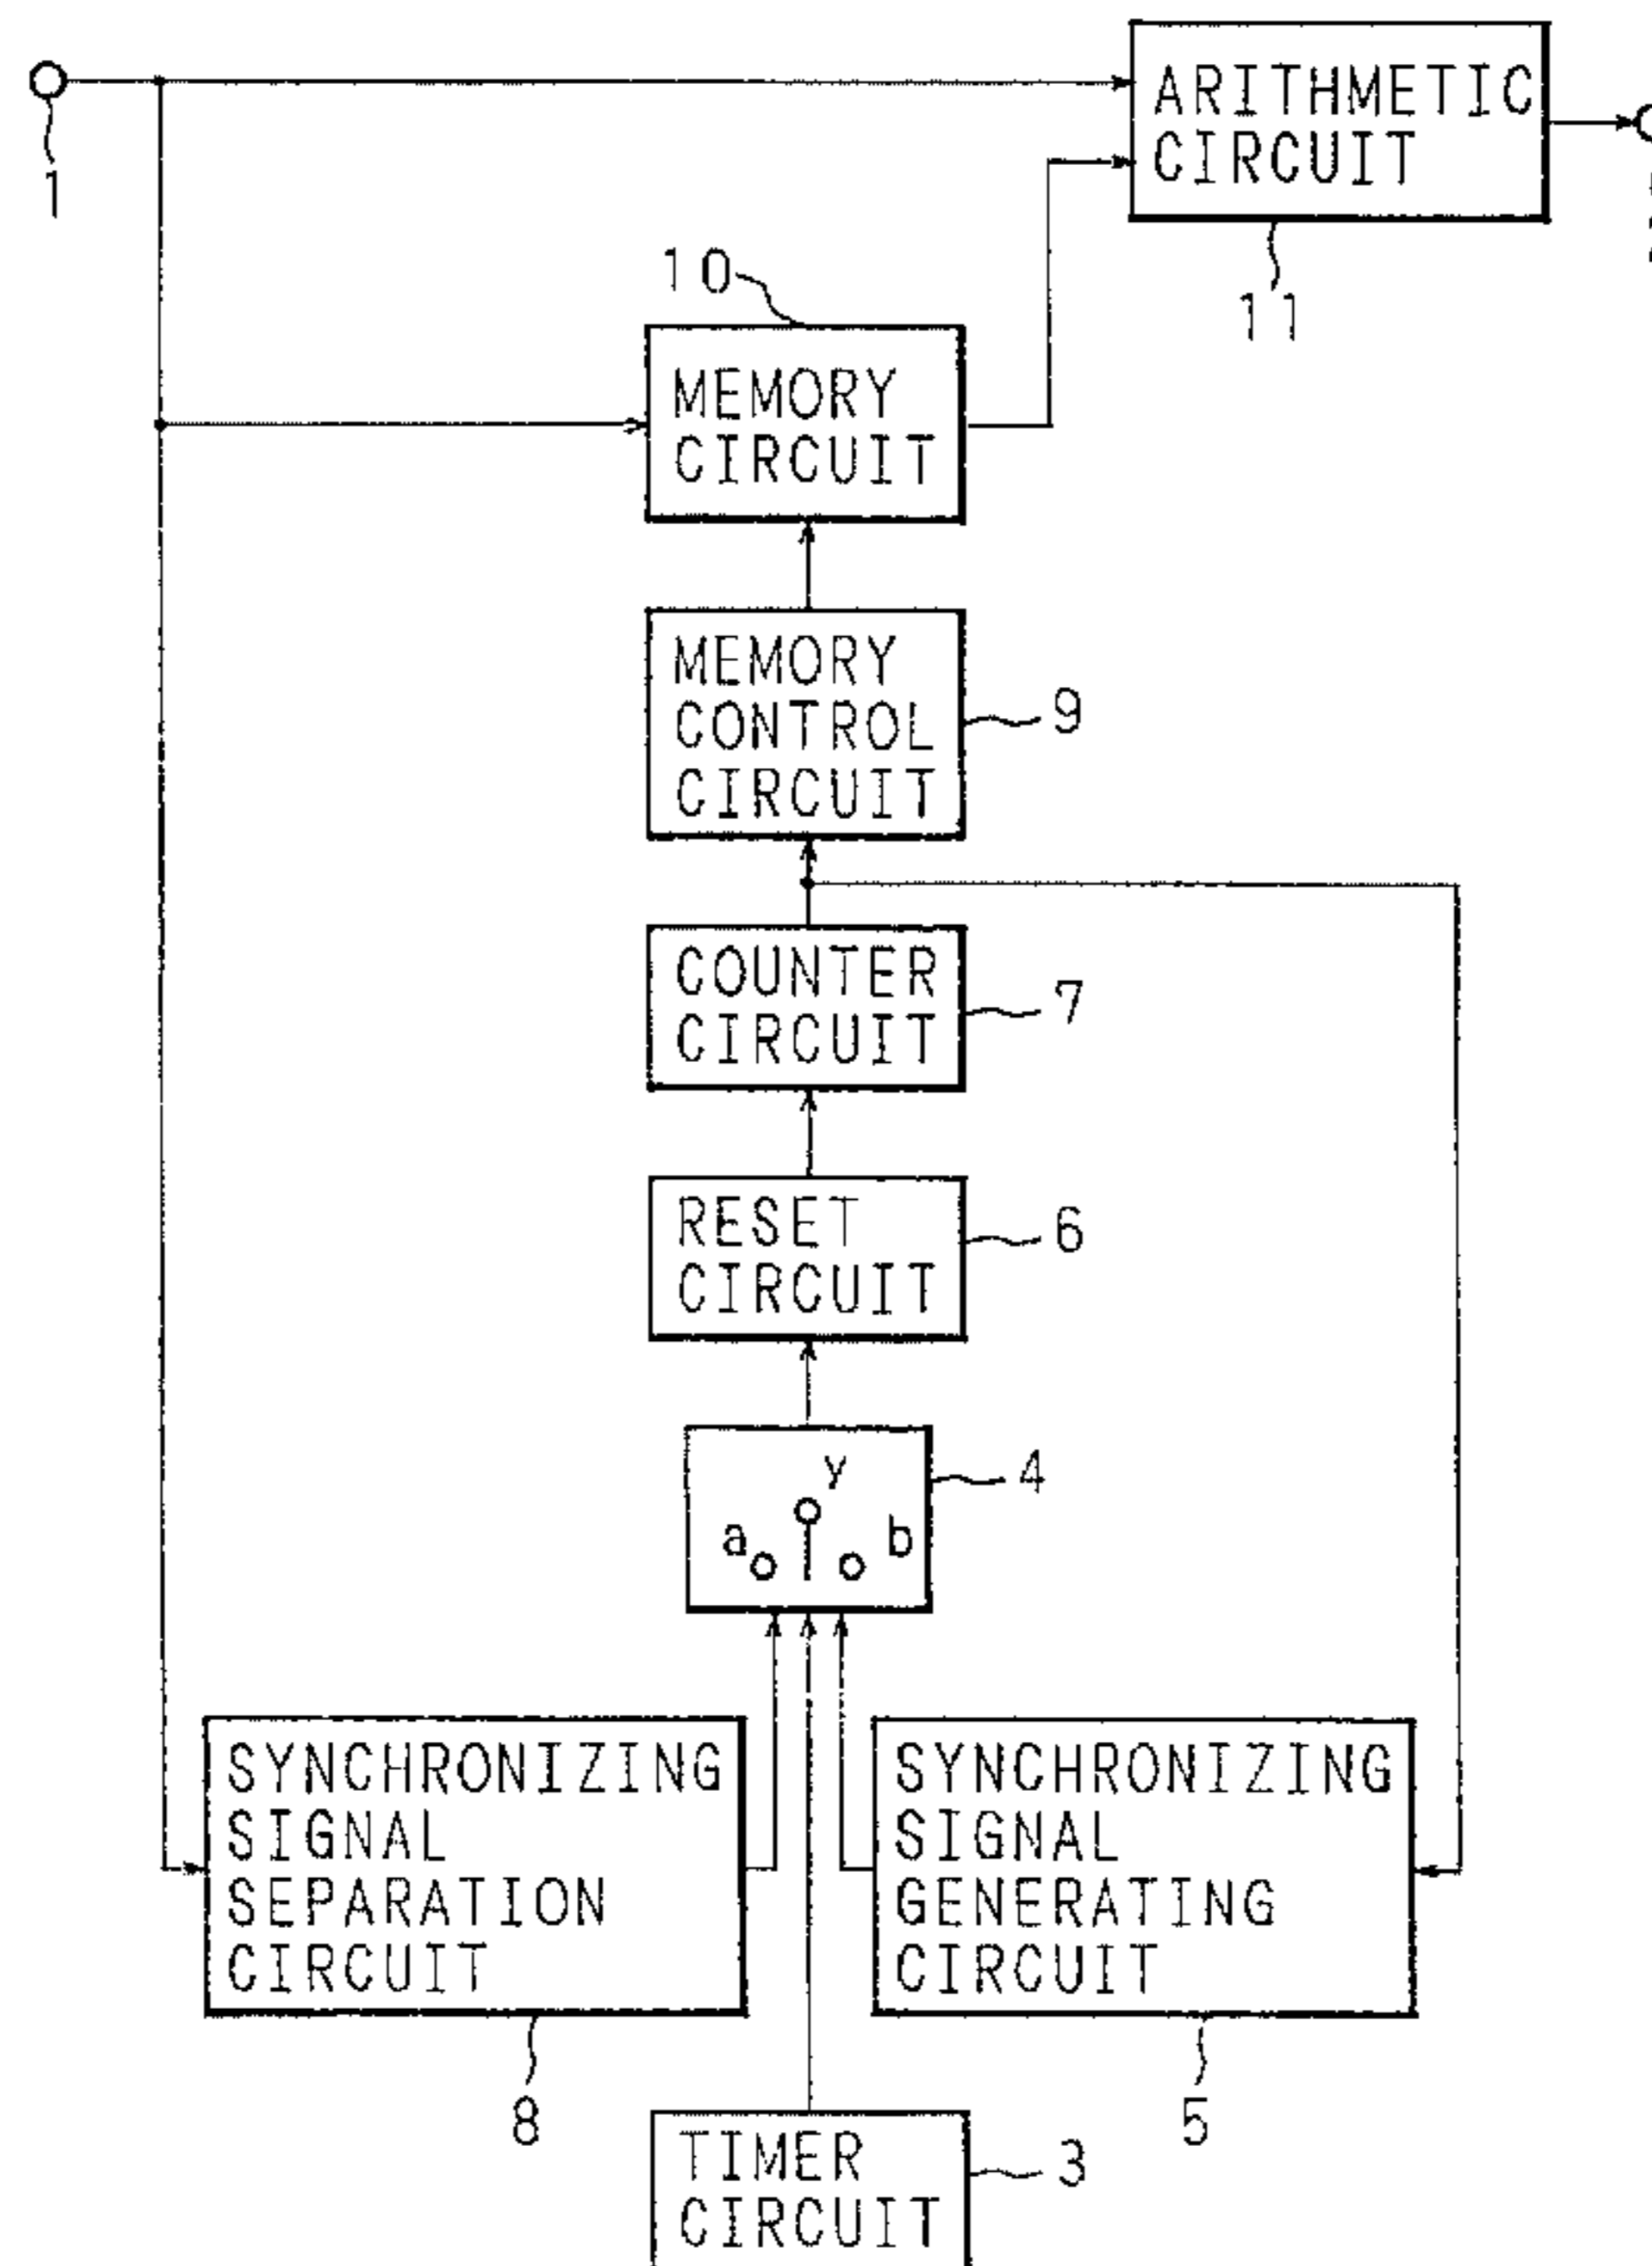 ARITHMETIC
CIRCUIT
1
11
10
MEMORY
CIRCUIT
MEMORY
CONTROL
CIRCUIT
9
COUNTER
CIRCUIT
7
RESET
CIRCUIT
6
y
4
a
b
SYNCHRONIZING
SIGNAL
SEPARATION
CIRCUIT
SYNCHRONIZING
SIGNAL
GENERATING
CIRCUIT
8
5
TIMER
CIRCUIT
3